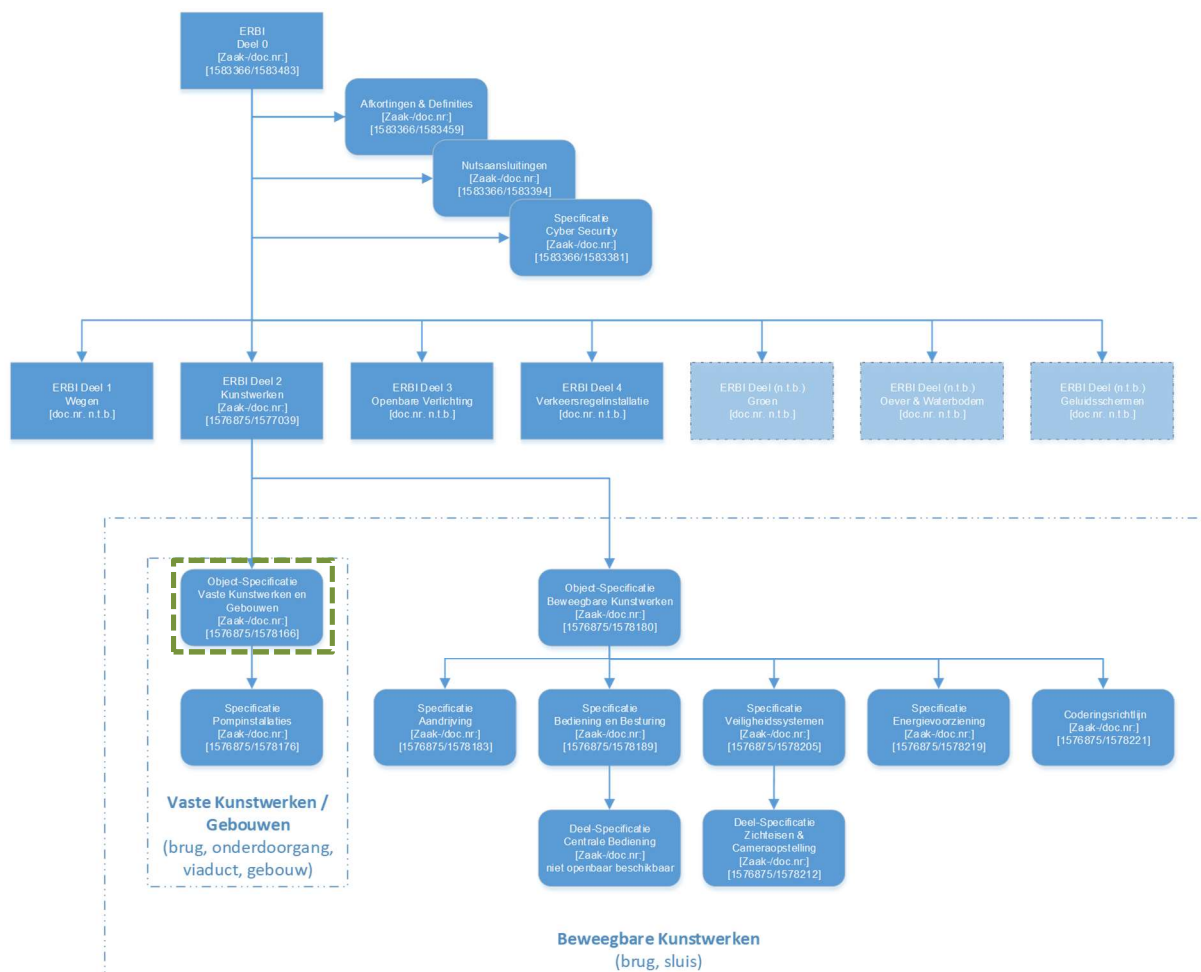 ERBI
Deel 0
[Zaak-/doc.nr:]
[1583366/1583483]
Afkortingen & Definities
[Zaak-/doc.nr:]
[1583366/1583459]
Nutsaansluitingen
[Zaak-/doc.nr:]
[1583366/1583394]
Specificatie
Cyber Security
[Zaak-/doc.nr:]
[1583366/1583381]
ERBI Deel 1
Wegen
[doc.nr. n.t.b.]
ERBI Deel 2
Kunstwerken
[Zaak-/doc.nr:]
[1576875/1577039]
ERBI Deel 3
Openbare Verlichting
[doc.nr. n.t.b.]
ERBI Deel 4
Verkeersregelinstallatie
[doc.nr. n.t.b.]
ERBI Deel (n.t.b.)
Groen
[doc.nr. n.t.b.]
ERBI Deel (n.t.b.)
Oever & Waterbodem
[doc.nr. n.t.b.]
ERBI Deel (n.t.b.)
Geluidsschermen
[doc.nr. n.t.b.]
Object-Specificatie
Vaste Kunstwerken en
Gebouwen
[Zaak-/doc.nr:]
[1576875/1578166]
Object-Specificatie
Beweegbare Kunstwerken
[Zaak-/doc.nr:]
[1576875/1578180]
Specificatie
Pompinstallaties
[Zaak-/doc.nr:]
[1576875/1578176]
Specificatie
Aandrijving
[Zaak-/doc.nr:]
[1576875/1578183]
Specificatie
Bediening en Besturing
[Zaak-/doc.nr:]
[1576875/1578189]
Specificatie
Veiligheidssystemen
[Zaak-/doc.nr:]
[1576875/1578205]
Specificatie
Energievoorziening
[Zaak-/doc.nr:]
[1576875/1578219]
Coderingsrichtlijn
[Zaak-/doc.nr:]
[1576875/1578221]
Vaste Kunstwerken /
Gebouwen
(brug, onderdoorgang,
viaduct, gebouw)
Deel-Specificatie
Centrale Bediening
[Zaak-/doc.nr:]
niet openbaar beschikbaar
Deel-Specificatie
Zichteisen &
Cameraopstelling
[Zaak-/doc.nr:]
[1576875/1578212]
Beweegbare Kunstwerken
(brug, sluis)